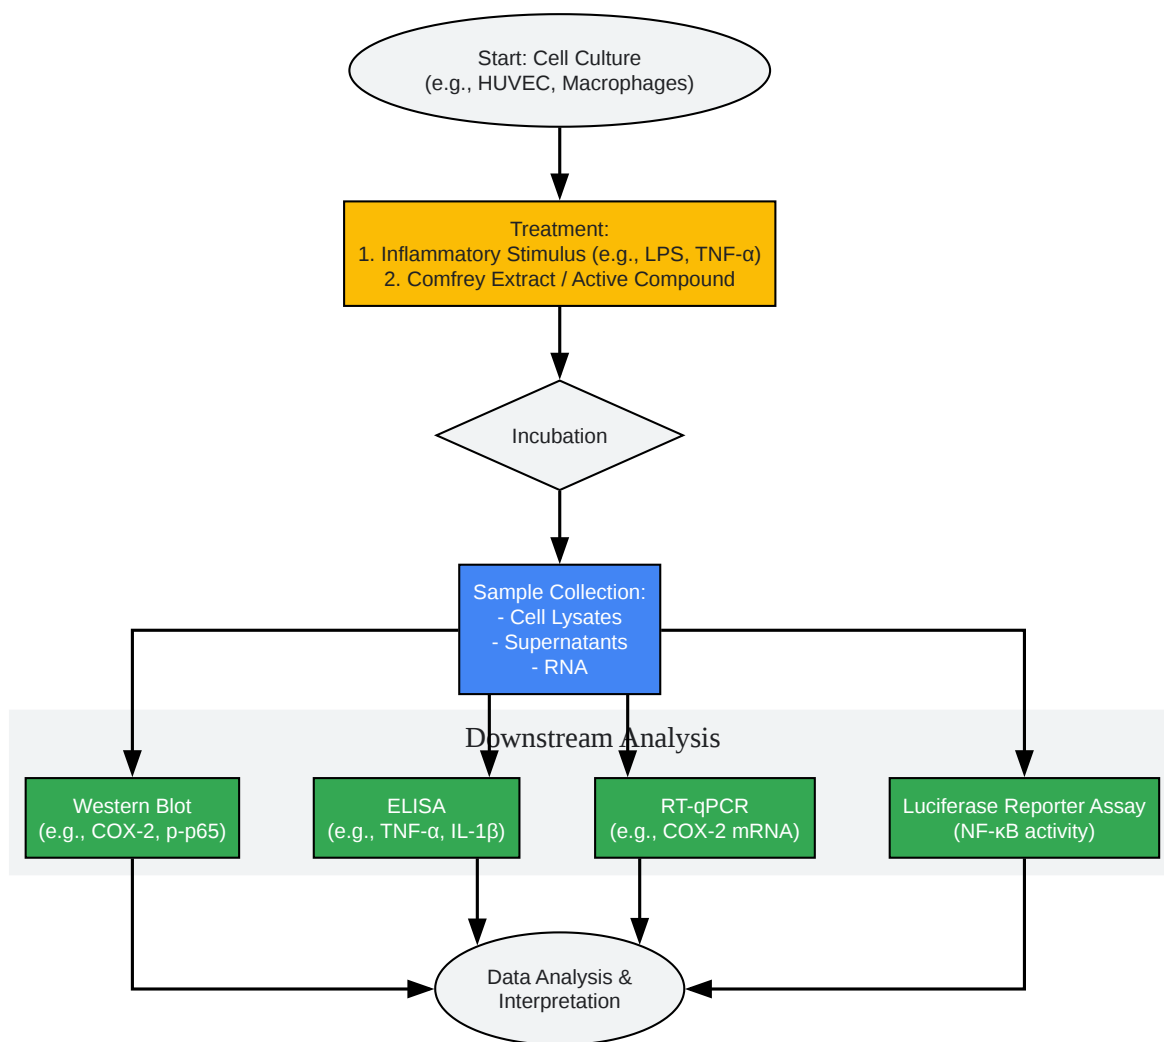 Start: Cell Culture
(e.g., HUVEC, Macrophages)
Treatment:
1. Inflammatory Stimulus (e.g., LPS, TNF-α)
2. Comfrey Extract / Active Compound
Incubation
Sample Collection:
- Cell Lysates
- Supernatants
- RNA
Downstream Analysis
Western Blot
(e.g., COX-2, p-p65)
ELISA
(e.g., TNF-α, IL-1β)
RT-qPCR
(e.g., COX-2 mRNA)
Luciferase Reporter Assay
(NF-κB activity)
Data Analysis &
Interpretation